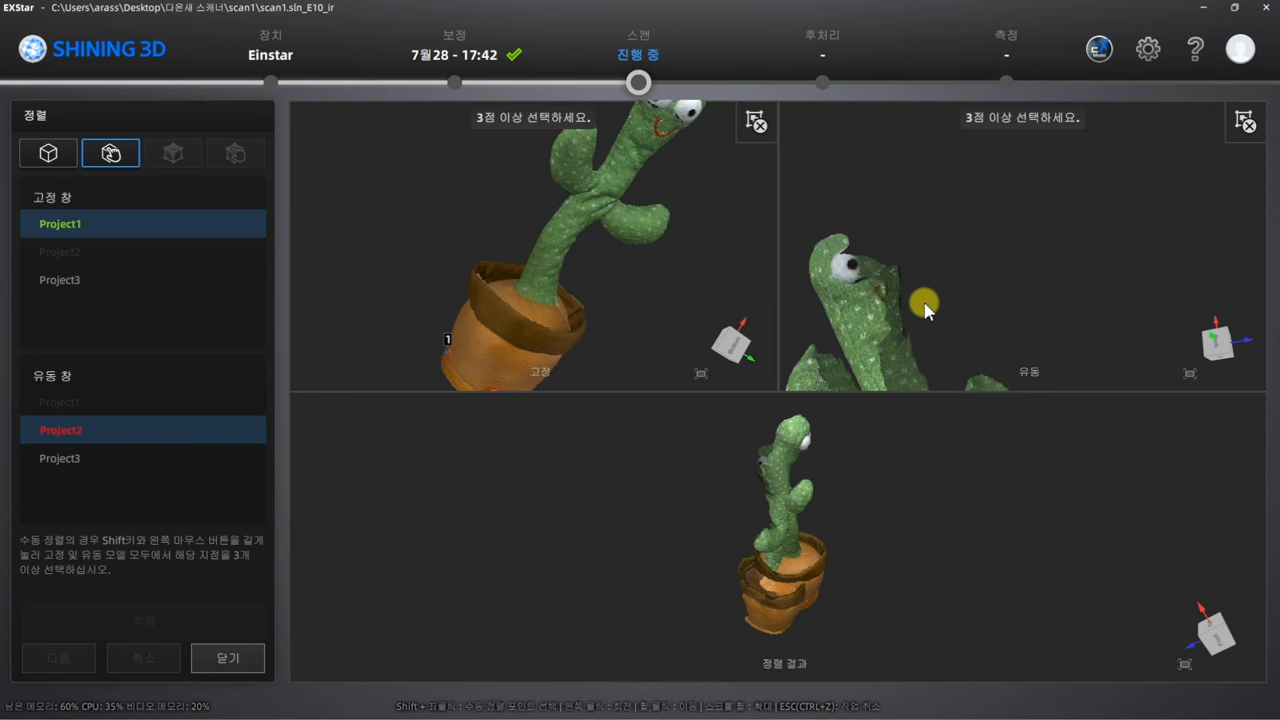 EXStar - C:\Users\arass\Desktop\다온새 스캐너\scan1\scan1.sln_E10_ir
SHINING 3D
장치
Einstar
보정
7월28 - 17:42
스캔
진행 중
후처리
-
측정
-
정렬
고정 창
Project1
Project2
Project3
유동 창
Project1
Project2
Project3
수동 정렬의 경우 Shift키와 왼쪽 마우스 버튼을 길게
눌러 고정 및 유동 모델 모두에서 해당 지점을 3개
이상 선택하십시오.
적용
다음
취소
닫기
3점 이상 선택하세요.
1
Bottom
고정
3점 이상 선택하세요.
유동
정렬 결과
남은 메모리: 60% CPU: 35% 비디오 메모리: 20%
Shift + 좌클릭 : 수동 정렬 포인트 선택 | 왼쪽 클릭 : 회전 | 휠 클릭 : 이동 | 스크롤 휠 : 확대 | ESC(CTRL+Z): 작업 취소